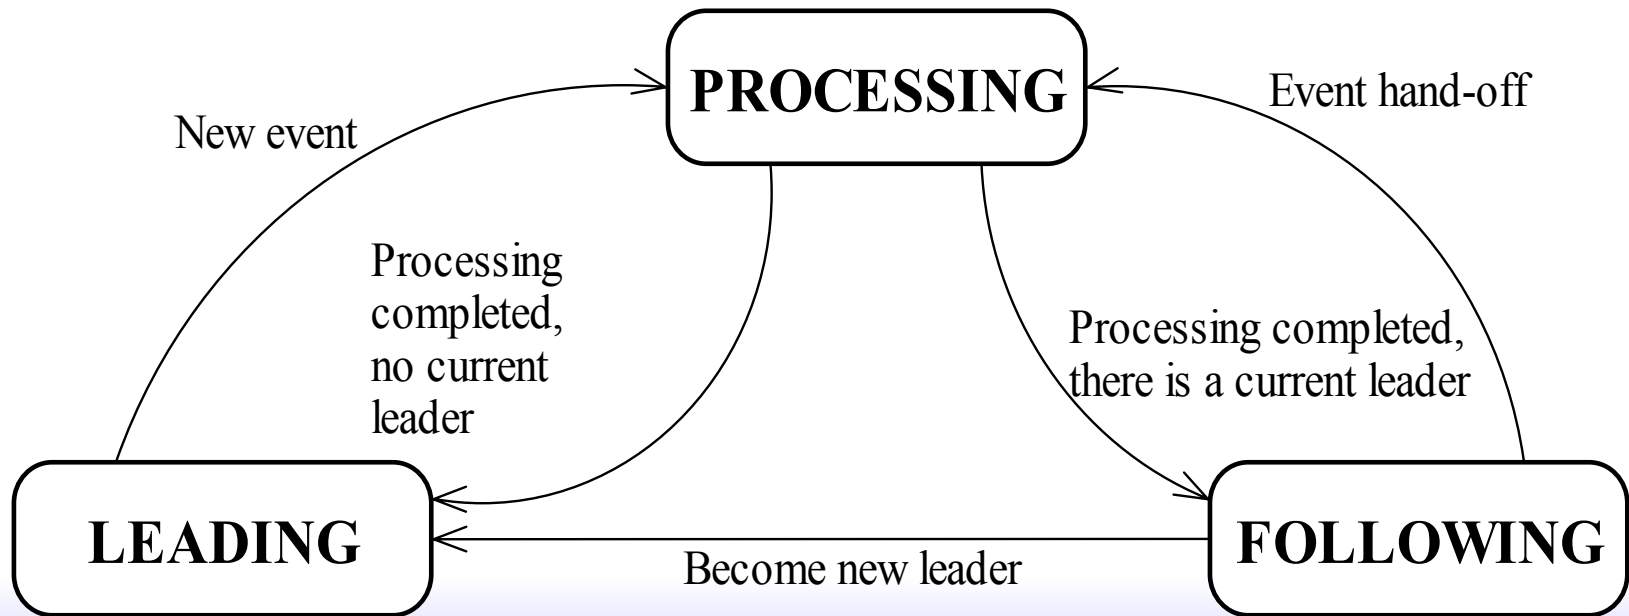 PROCESSING
Event hand-off
New event
Processing
completed,
no current
leader
Processing completed,
there is a current leader
LEADING
Become new leader
FOLLOWING